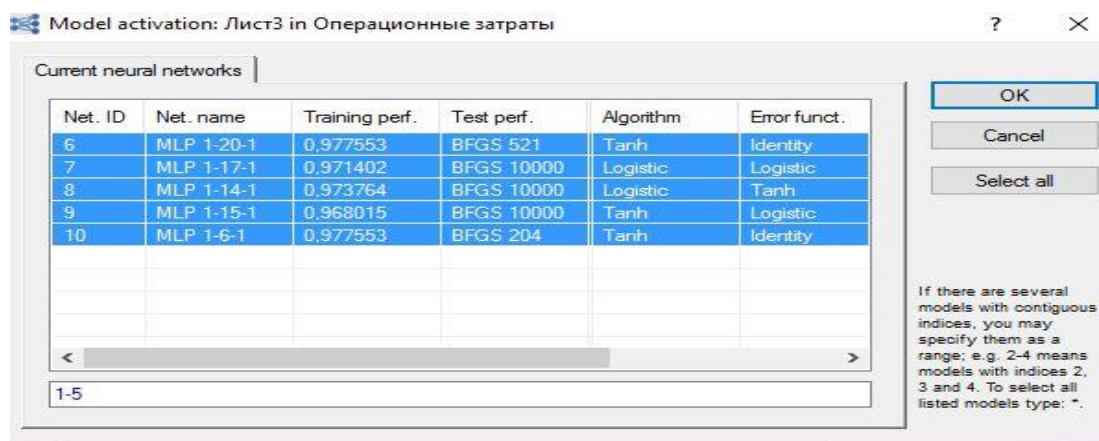 Model activation: Лист3 in Операционные затраты ? ×
Current neural networks
Net. ID Net. name Training perf. Test perf. Algorithm Error funct.
6 MLP 1-20-1 0,977553 BFGS 521 Tanh Identity
7 MLP 1-17-1 0,971402 BFGS 10000 Logistic Logistic
8 MLP 1-14-1 0,973764 BFGS 10000 Logistic Tanh
9 MLP 1-15-1 0,968015 BFGS 10000 Tanh Logistic
10 MLP 1-6-1 0,977553 BFGS 204 Tanh Identity
1-5
OK
Cancel
Select all
If there are several
models with contiguous
indices, you may
specify them as a
range; e.g. 2-4 means
models with indices 2,
3 and 4. To select all
listed models type: *.